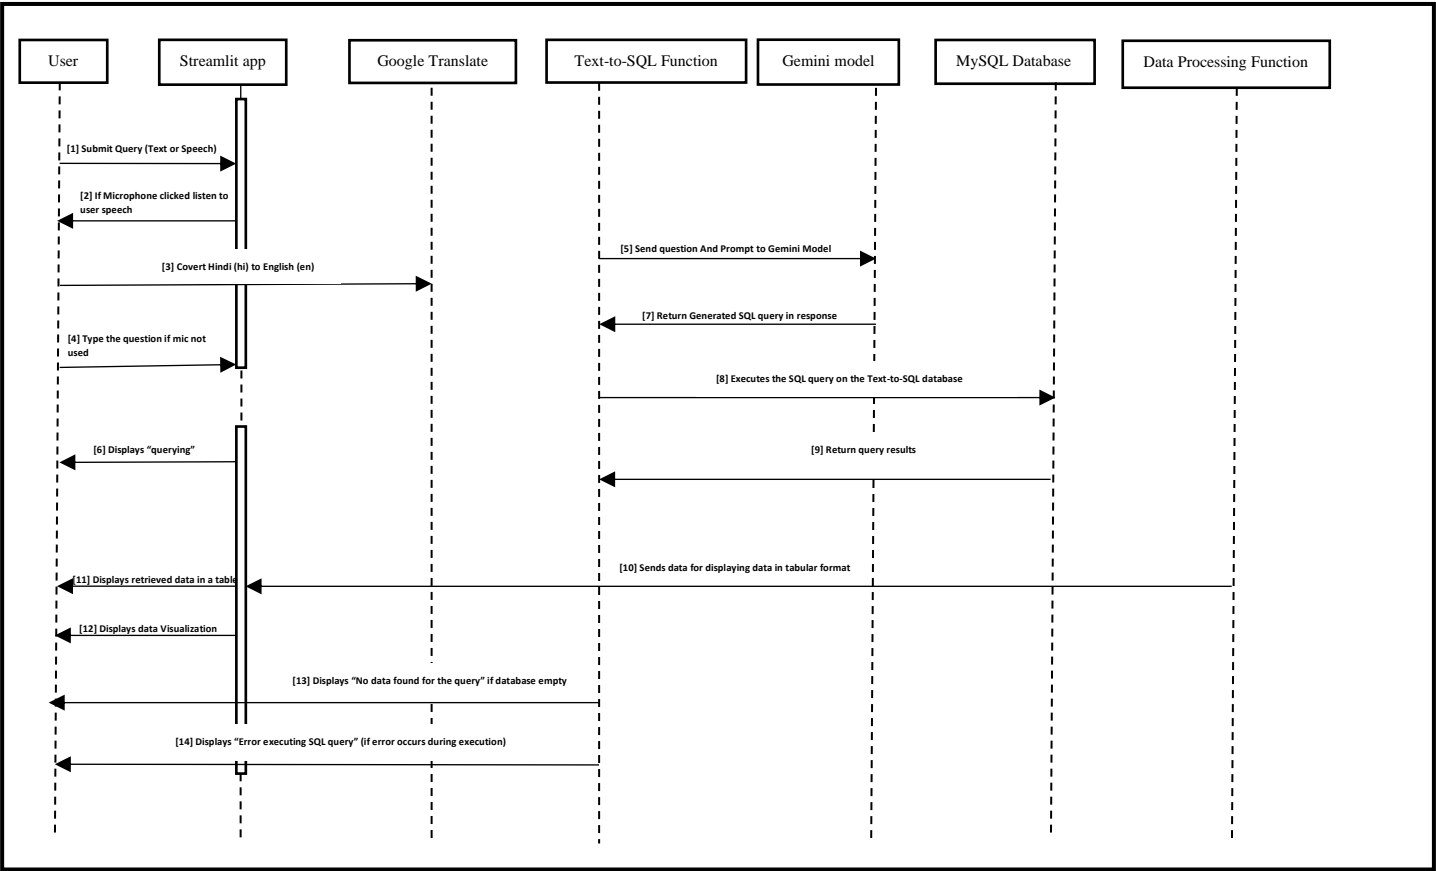 User
Streamlit app
Google Translate
Text-to-SQL Function
Gemini model
MySQL Database
Data Processing Function
[1] Submit Query (Text or Speech)
[2] If Microphone clicked listen to
user speech
[5] Send question And Prompt to Gemini Model
[3] Covert Hindi (hi) to English (en)
[7] Return Generated SQL query in response
[4] Type the question if mic not
used
[8] Executes the SQL query on the Text-to-SQL database
[6] Displays “querying”
[9] Return query results
[10] Sends data for displaying data in tabular format
[11] Displays retrieved data in a table
[12] Displays data Visualization
[13] Displays “No data found for the query” if database empty
[14] Displays “Error executing SQL query” (if error occurs during execution)